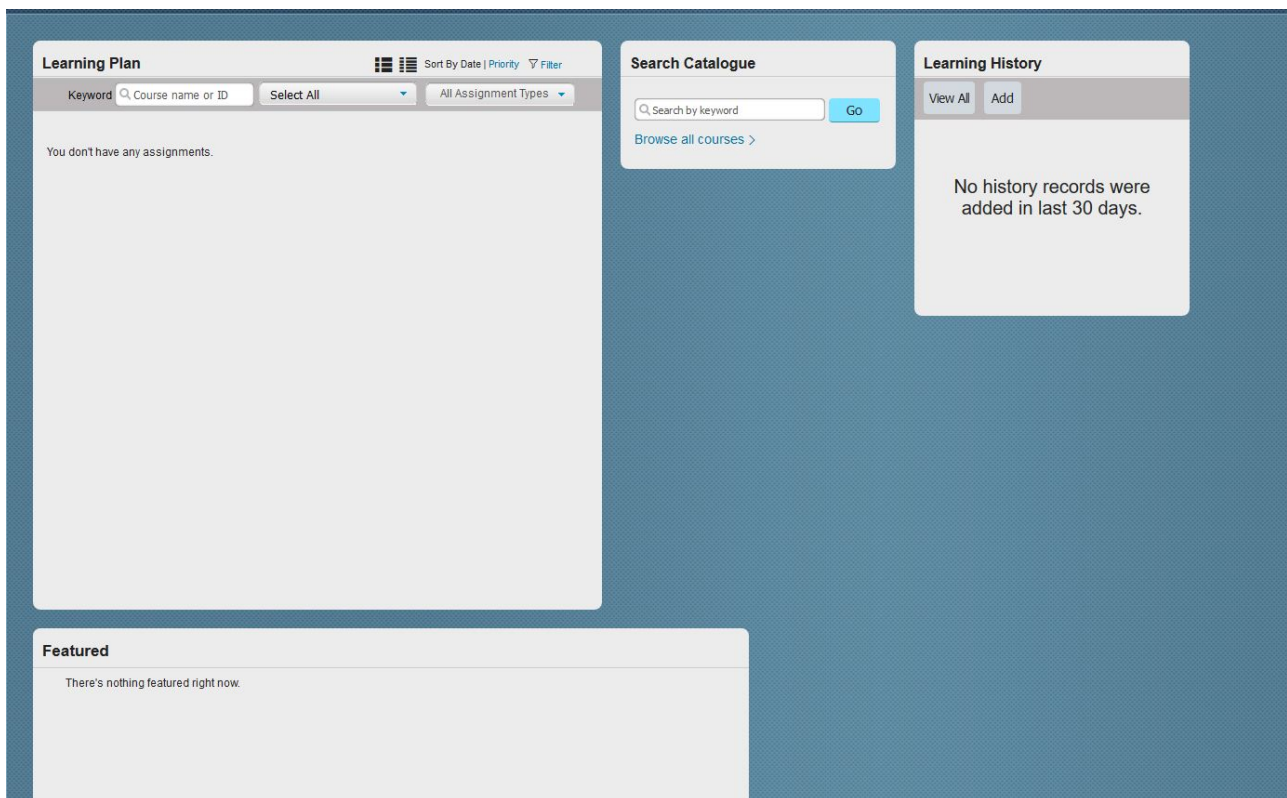 Learning Plan
Sort By Date | Priority Filter
Keyword Course name or ID Select All All Assignment Types
You don't have any assignments.
Search Catalogue
Search by keyword Go
Browse all courses >
Learning History
View All Add
No history records were
added in last 30 days.
Featured
There's nothing featured right now.